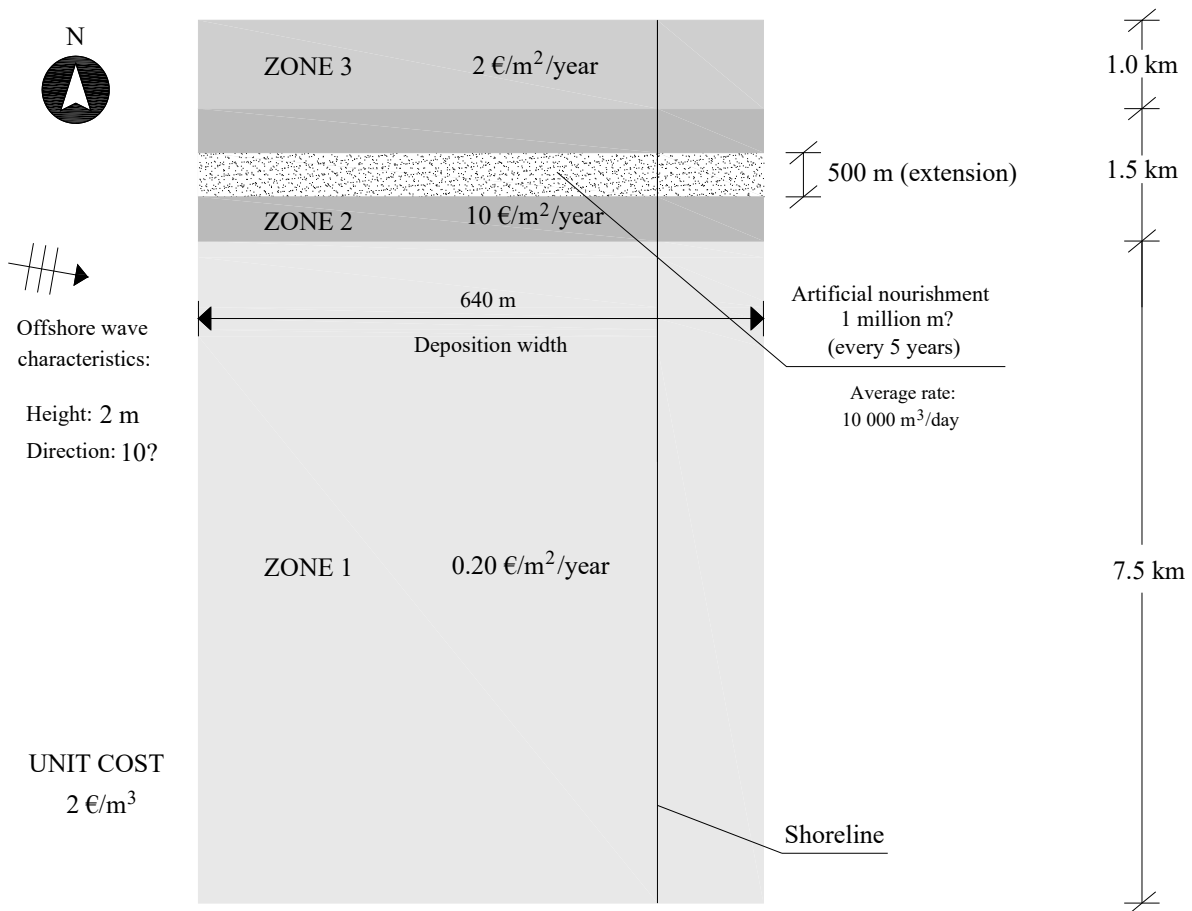 N
ZONE 3
2 €/m²/year
1.0 km
500 m (extension)
1.5 km
ZONE 2
10 €/m²/year
640 m
Deposition width
Offshore wave
characteristics:
Height: 2 m
Direction: 10?
Artificial nourishment
1 million m?
(every 5 years)
Average rate:
10 000 m³/day
ZONE 1
0.20 €/m²/year
7.5 km
UNIT COST
2 €/m³
Shoreline